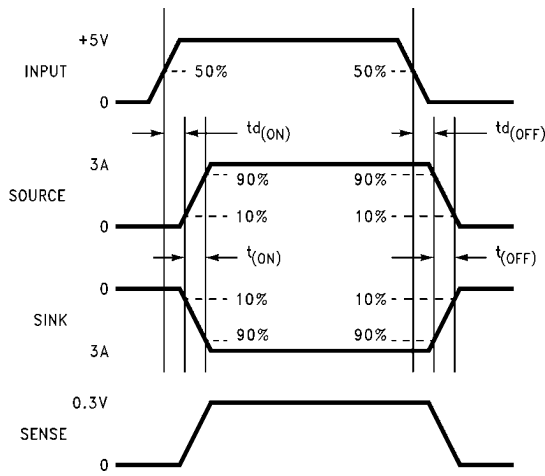 +5V
INPUT
50%
50%
0
td(ON)
td(OFF)
3A
90%
90%
SOURCE
10%
10%
0
t(ON)
t(OFF)
0
10%
10%
SINK
90%
90%
3A
0.3V
SENSE
0